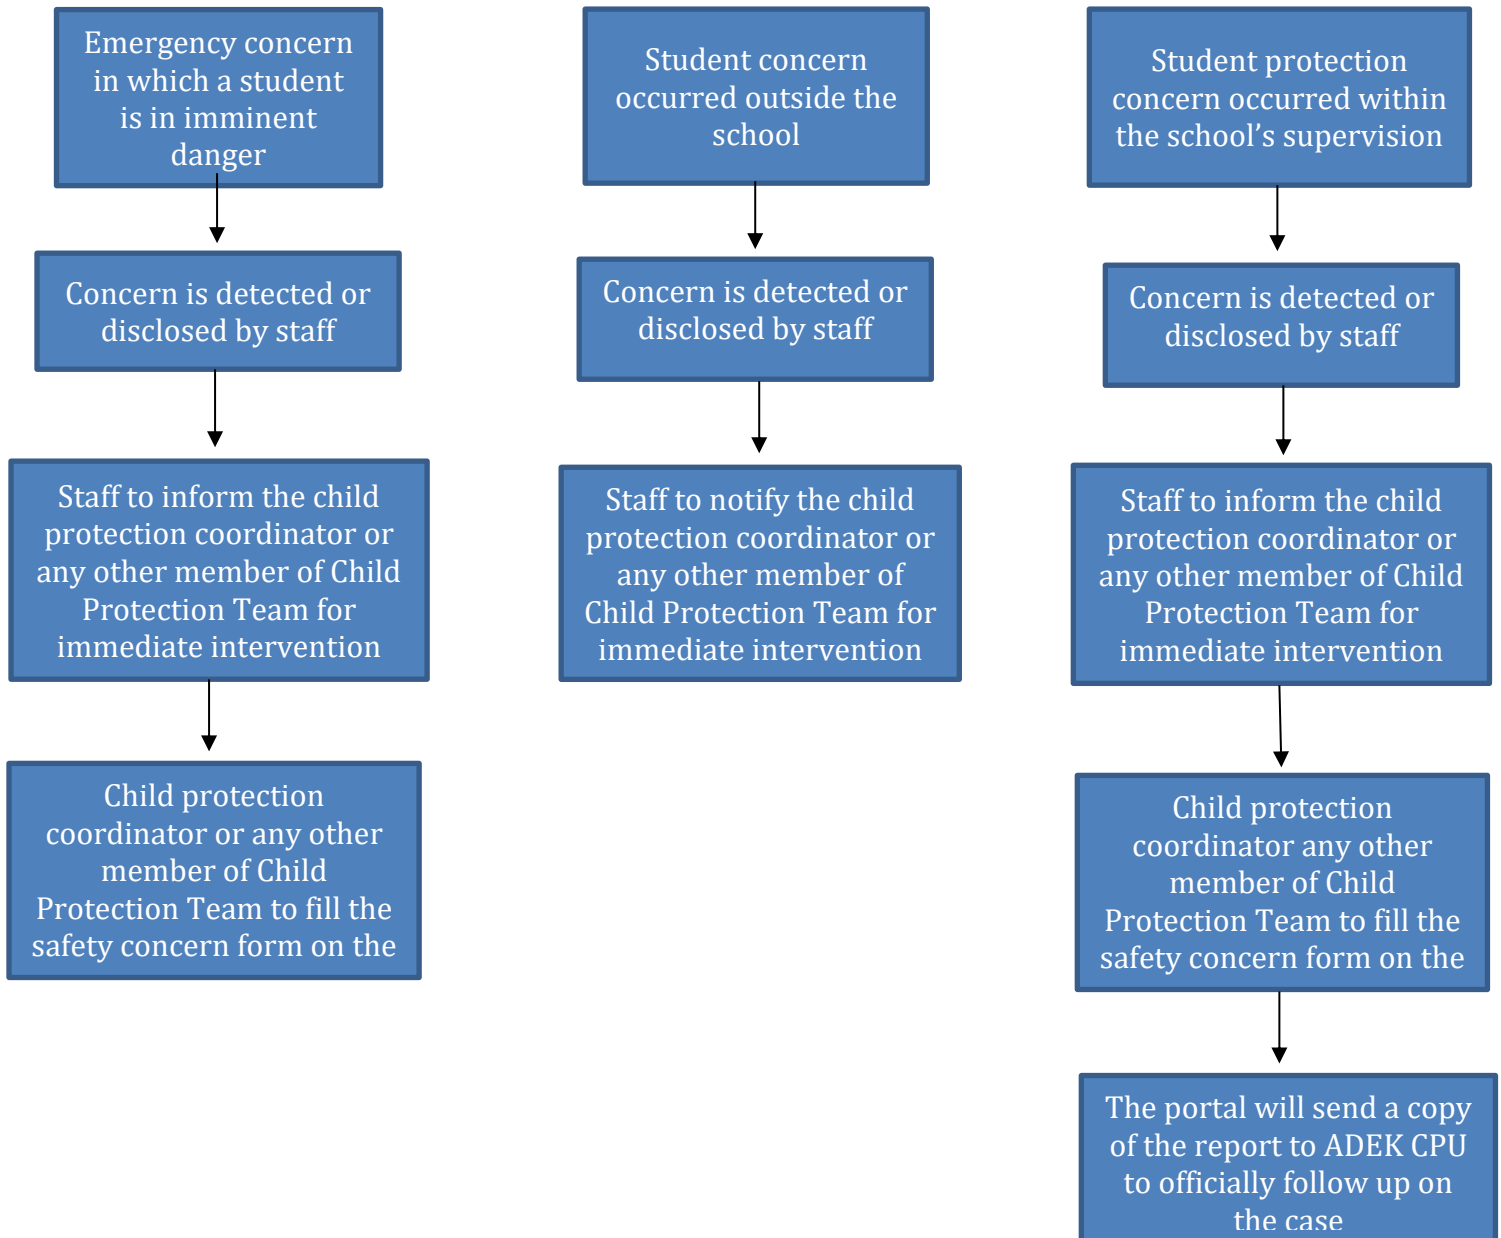 Emergency concern
in which a student
is in imminent
danger
Concern is detected or
disclosed by staff
Staff to inform the child
protection coordinator or
any other member of Child
Protection Team for
immediate intervention
Child protection
coordinator or any other
member of Child
Protection Team to fill the
safety concern form on the
Student concern
occurred outside the
school
Concern is detected or
disclosed by staff
Staff to notify the child
protection coordinator or
any other member of
Child Protection Team for
immediate intervention
Student protection
concern occurred within
the school’s supervision
Concern is detected or
disclosed by staff
Staff to inform the child
protection coordinator or
any other member of Child
Protection Team for
immediate intervention
Child protection
coordinator any other
member of Child
Protection Team to fill the
safety concern form on the
The portal will send a copy
of the report to ADEK CPU
to officially follow up on
the case